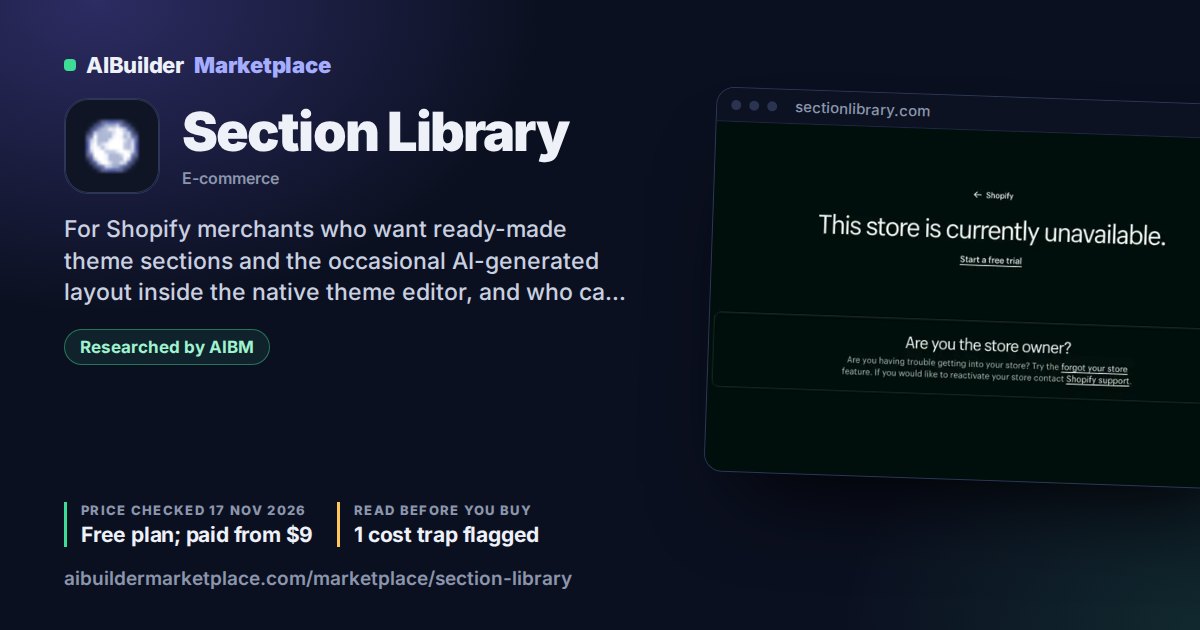 AIBuilder Marketplace
Section Library
E-commerce
For Shopify merchants who want ready-made
theme sections and the occasional AI-generated
layout inside the native theme editor, and who ca...
Researched by AIBM
PRICE CHECKED 17 NOV 2026
Free plan; paid from $9
READ BEFORE YOU BUY
1 cost trap flagged
aibuildermarketplace.com/marketplace/section-library
sectionlibrary.com
← Shopify
This store is currently unavailable.
Start a free trial
Are you the store owner?
Are you having trouble getting into your store? Try the forgot your store
feature. If you would like to reactivate your store contact Shopify support.